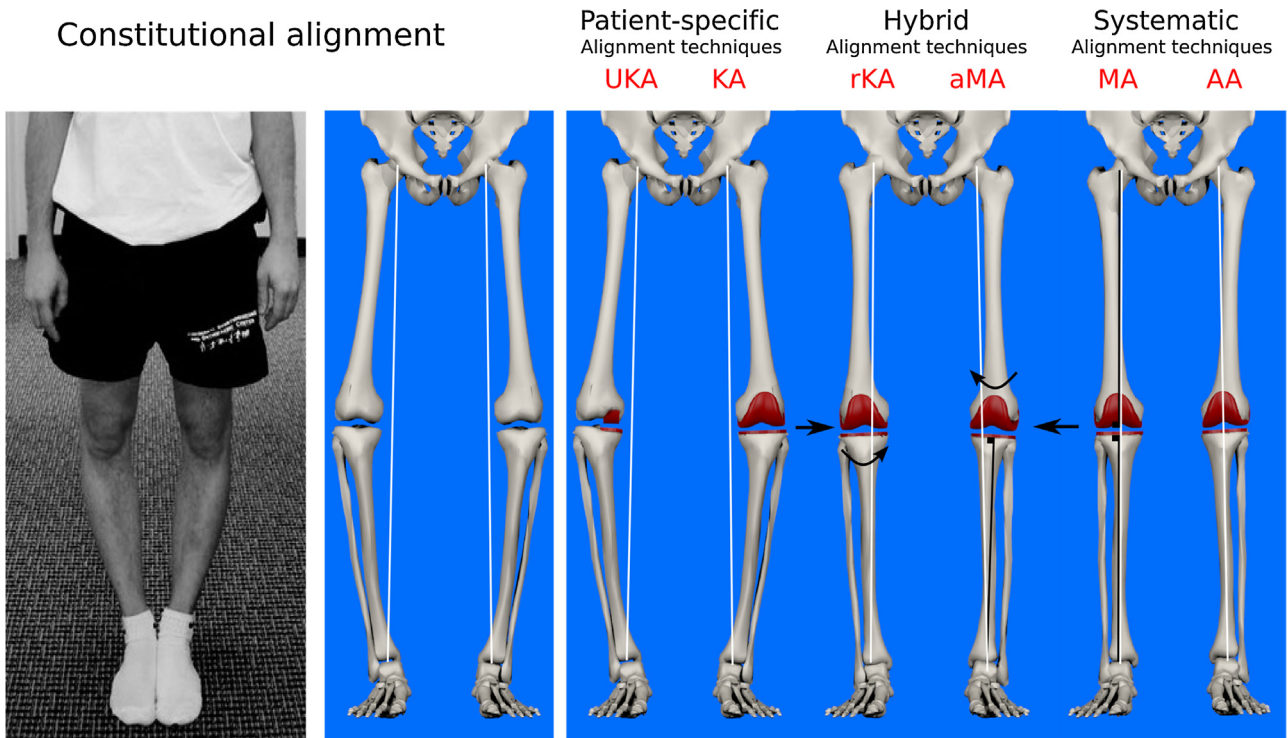 Constitutional alignment
Patient-specific
Alignment techniques
UKA KA
Hybrid
Alignment techniques
rKA aMA
Systematic
Alignment techniques
MA AA